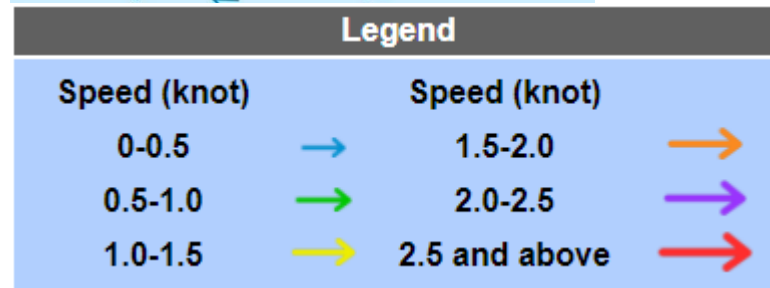 Legend
Speed (knot) Speed (knot)
0-0.5 1.5-2.0
0.5-1.0 2.0-2.5
1.0-1.5 2.5 and above